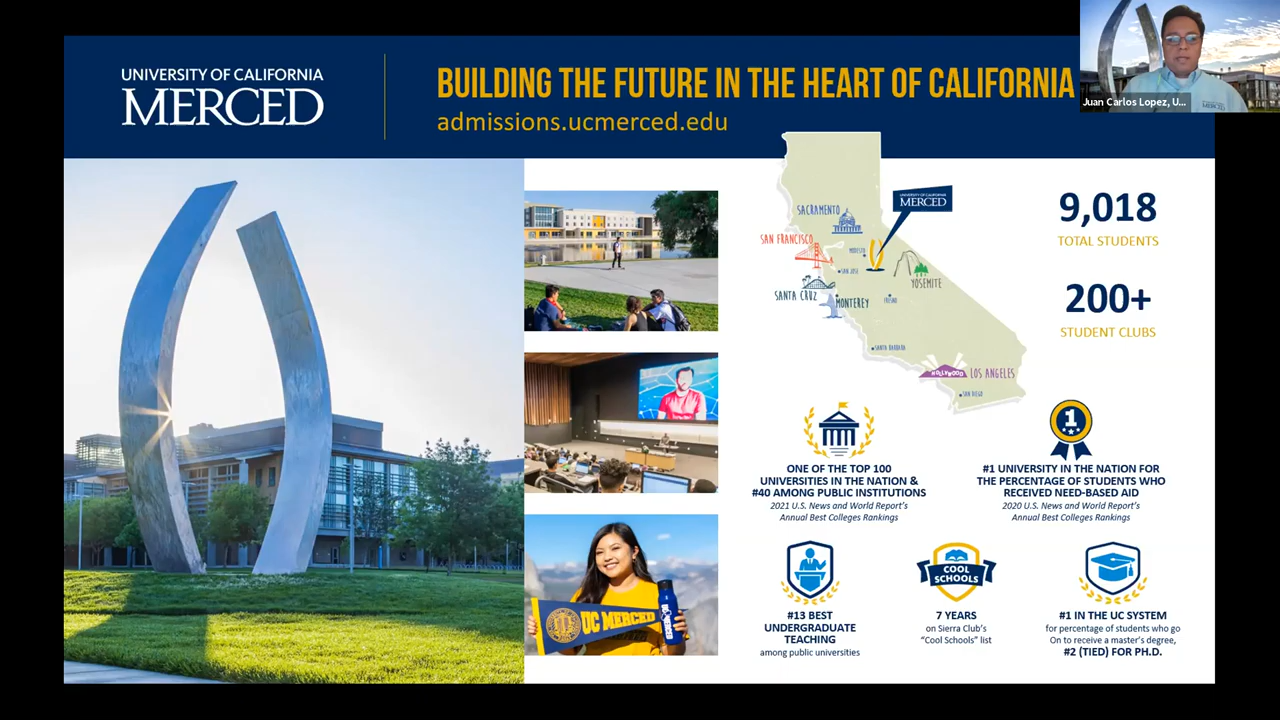 UNIVERSITY OF CALIFORNIA
MERCED
BUILDING THE FUTURE IN THE HEART OF CALIFORNIA
admissions.ucmerced.edu
Juan Carlos Lopez, U...
MERCED
UNIVERSITY OF CALIFORNIA
MERCED
SACRAMENTO
SAN FRANCISCO
MODESTO
SAN JOSE
YOSEMITE
SANTA CRUZ
MONTEREY
FRESNO
SANTA BARBARA
HOLLYWOOD
LOS ANGELES
SAN DIEGO
9,018
TOTAL STUDENTS
200+
STUDENT CLUBS
UC MERCED
ONE OF THE TOP 100
UNIVERSITIES IN THE NATION &
#40 AMONG PUBLIC INSTITUTIONS
2021 U.S. News and World Report's
Annual Best Colleges Rankings
1
#1 UNIVERSITY IN THE NATION FOR
THE PERCENTAGE OF STUDENTS WHO
RECEIVED NEED-BASED AID
2020 U.S. News and World Report's
Annual Best Colleges Rankings
#13 BEST
UNDERGRADUATE
TEACHING
among public universities
COOL
SCHOOLS
7 YEARS
on Sierra Club's
"Cool Schools" list
#1 IN THE UC SYSTEM
for percentage of students who go
On to receive a master's degree,
#2 (TIED) FOR PH.D.